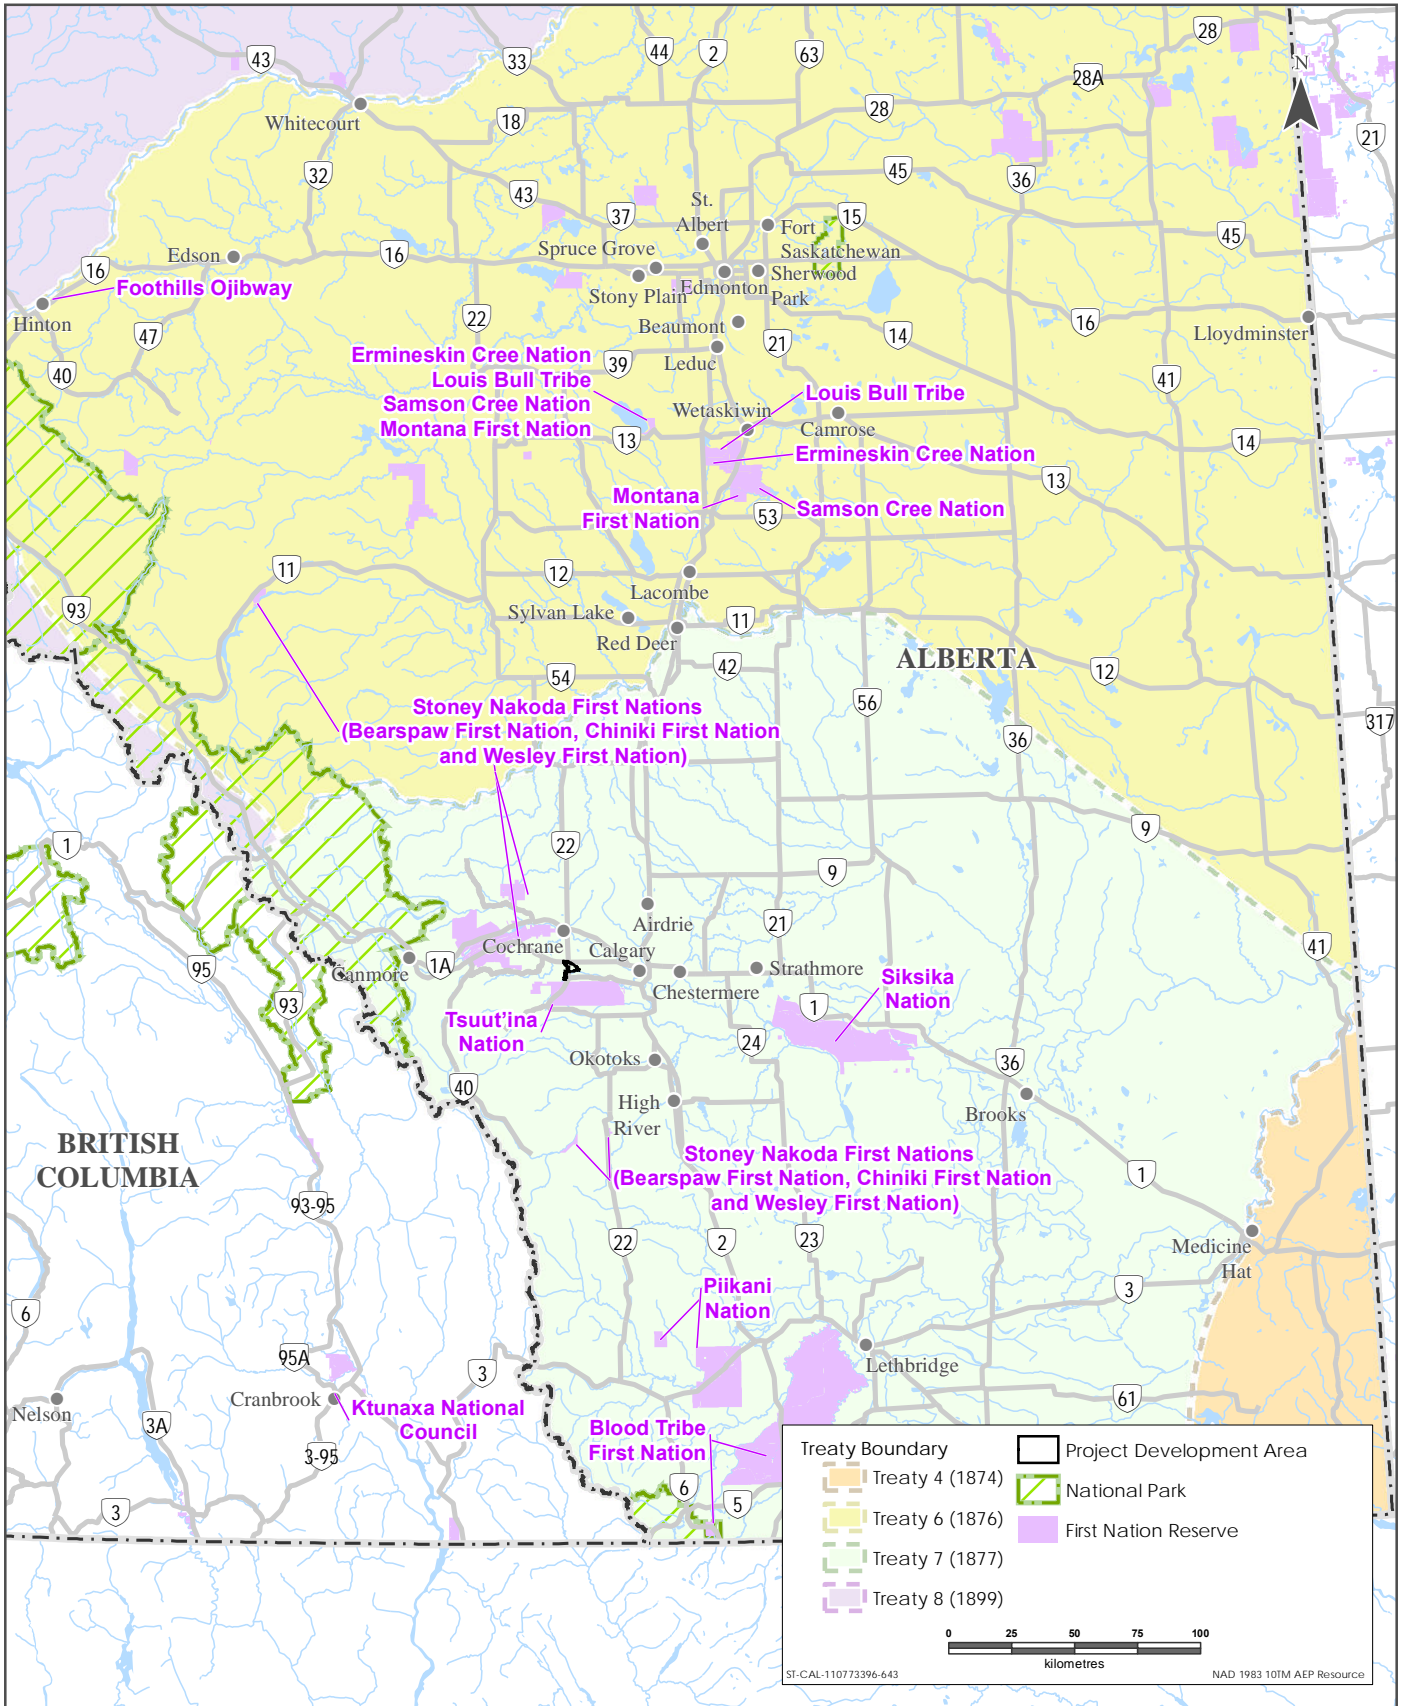 43
33
44
2
63
28
28A
N
Whitecourt
18
28
21
32
43
45
36
37
St.
Albert
Fort
Saskatchewan
15
45
Edson
16
16
Spruce Grove
Stony Plain
Edmonton
Sherwood
Park
Foothills Ojibway
Hinton
47
22
Beaumont
21
14
16
Lloydminster
40
39
Leduc
41
Ermineskin Cree Nation
Louis Bull Tribe
Samson Cree Nation
Montana First Nation
Wetaskiwin
Louis Bull Tribe
Camrose
13
14
Ermineskin Cree Nation
13
Montana
First Nation
Samson Cree Nation
53
11
12
Lacombe
93
Sylvan Lake
Red Deer
11
42
ALBERTA
12
54
56
36
317
Stoney Nakoda First Nations
(Bearspaw First Nation, Chiniki First Nation
and Wesley First Nation)
1
22
9
9
Airdrie
21
41
Cochrane
Calgary
95
Canmore
1A
Chestermere
Strathmore
Siksika
Nation
93
1
Tsuut'ina
Nation
24
Okotoks
36
40
High
River
Brooks
BRITISH
COLUMBIA
Stoney Nakoda First Nations
(Bearspaw First Nation, Chiniki First Nation
and Wesley First Nation)
1
93-95
22
2
23
Medicine
Hat
Piikani
Nation
3
6
95A
3
Lethbridge
Nelson
3A
Cranbrook
Ktunaxa National
Council
61
3-95
Blood Tribe
First Nation
6
5
3
Treaty Boundary
Treaty 4 (1874)
Treaty 6 (1876)
Treaty 7 (1877)
Treaty 8 (1899)
Project Development Area
National Park
First Nation Reserve
0 25 50 75 100
kilometres
ST-CAL-110773396-643
NAD 1983 10TM AEP Resource